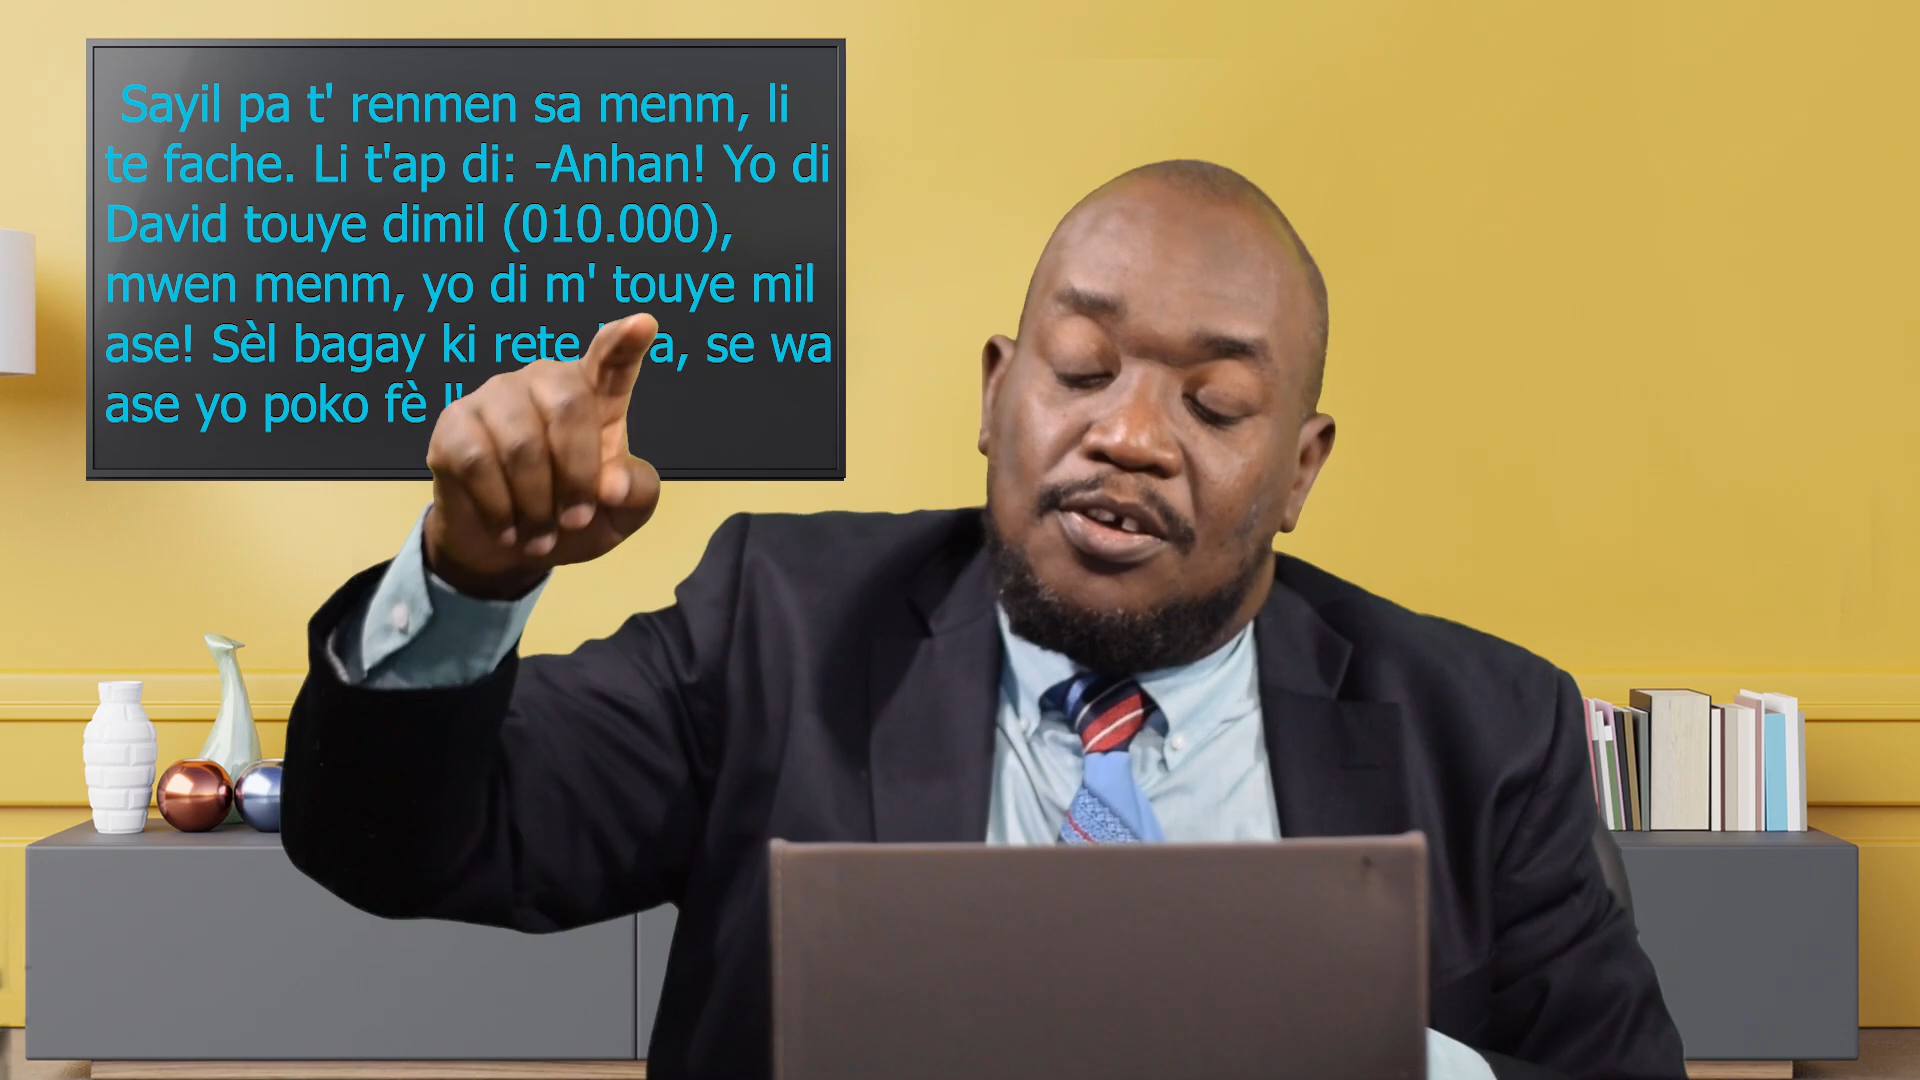 Sayil pa t' renmen sa menm, li
te fache. Li t'ap di: -Anhan! Yo di
David touye dimil (010.000),
mwen menm, yo di m' touye mil
ase! Sèl bagay ki rete se wa
ase yo poko fè l'